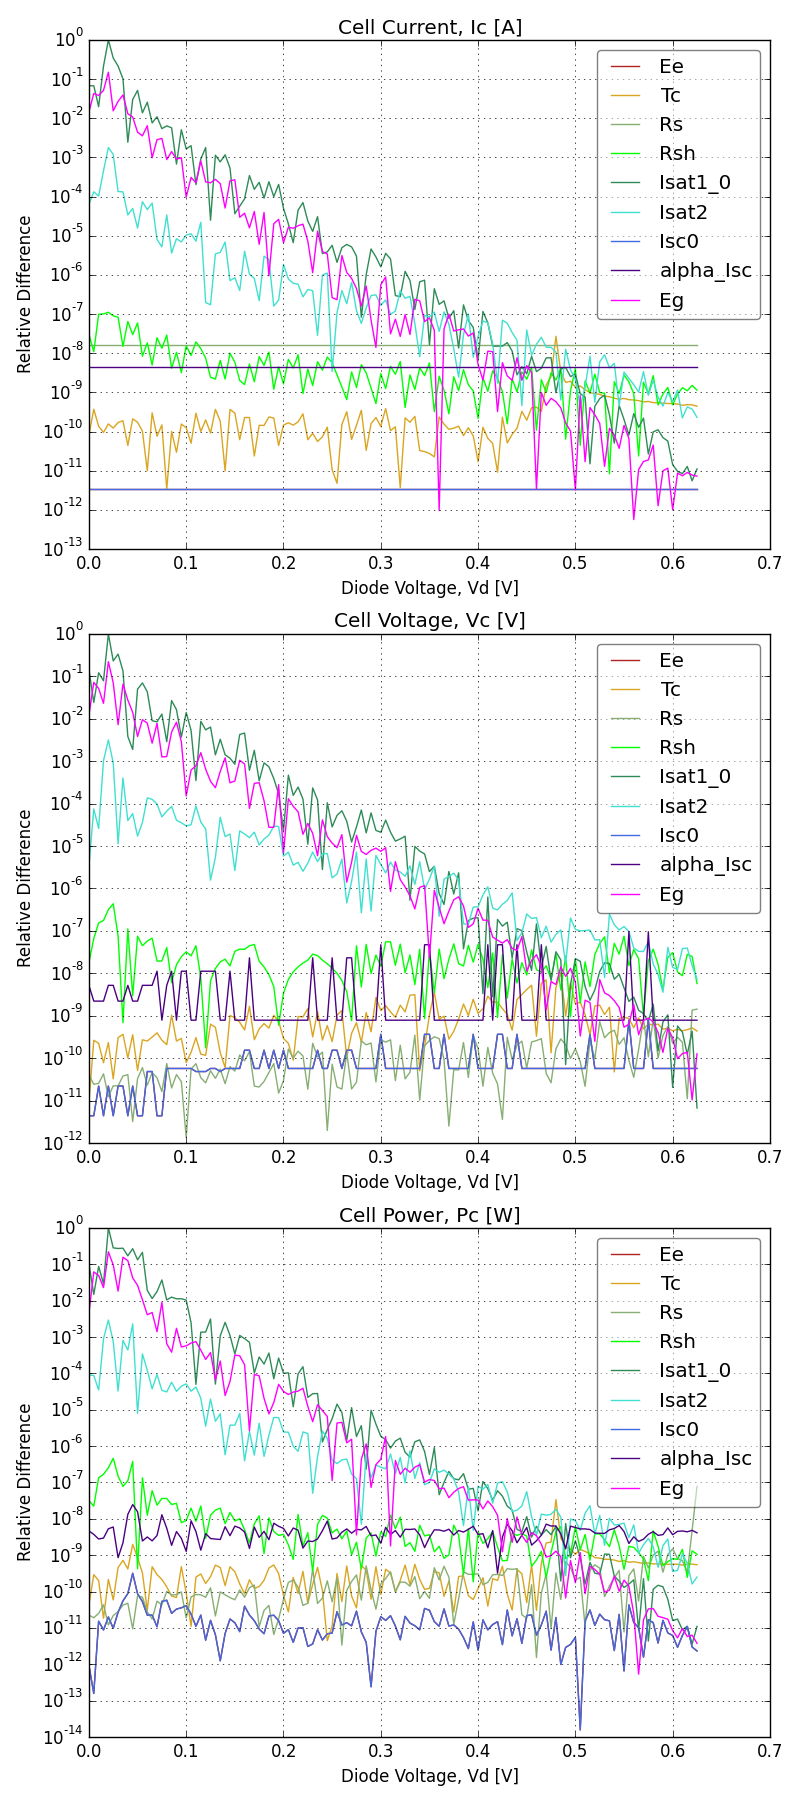 Cell Current, Ic [A]
Relative Difference
10^0
10^-1
10^-2
10^-3
10^-4
10^-5
10^-6
10^-7
10^-8
10^-9
10^-10
10^-11
10^-12
10^-13
Ee
Tc
Rs
Rsh
Isat1_0
Isat2
Isc0
alpha_Isc
Eg
0.0 0.1 0.2 0.3 0.4 0.5 0.6 0.7
Diode Voltage, Vd [V]
Cell Voltage, Vc [V]
Relative Difference
10^0
10^-1
10^-2
10^-3
10^-4
10^-5
10^-6
10^-7
10^-8
10^-9
10^-10
10^-11
10^-12
Ee
Tc
Rs
Rsh
Isat1_0
Isat2
Isc0
alpha_Isc
Eg
0.0 0.1 0.2 0.3 0.4 0.5 0.6 0.7
Diode Voltage, Vd [V]
Cell Power, Pc [W]
Relative Difference
10^0
10^-1
10^-2
10^-3
10^-4
10^-5
10^-6
10^-7
10^-8
10^-9
10^-10
10^-11
10^-12
10^-13
10^-14
Ee
Tc
Rs
Rsh
Isat1_0
Isat2
Isc0
alpha_Isc
Eg
0.0 0.1 0.2 0.3 0.4 0.5 0.6 0.7
Diode Voltage, Vd [V]